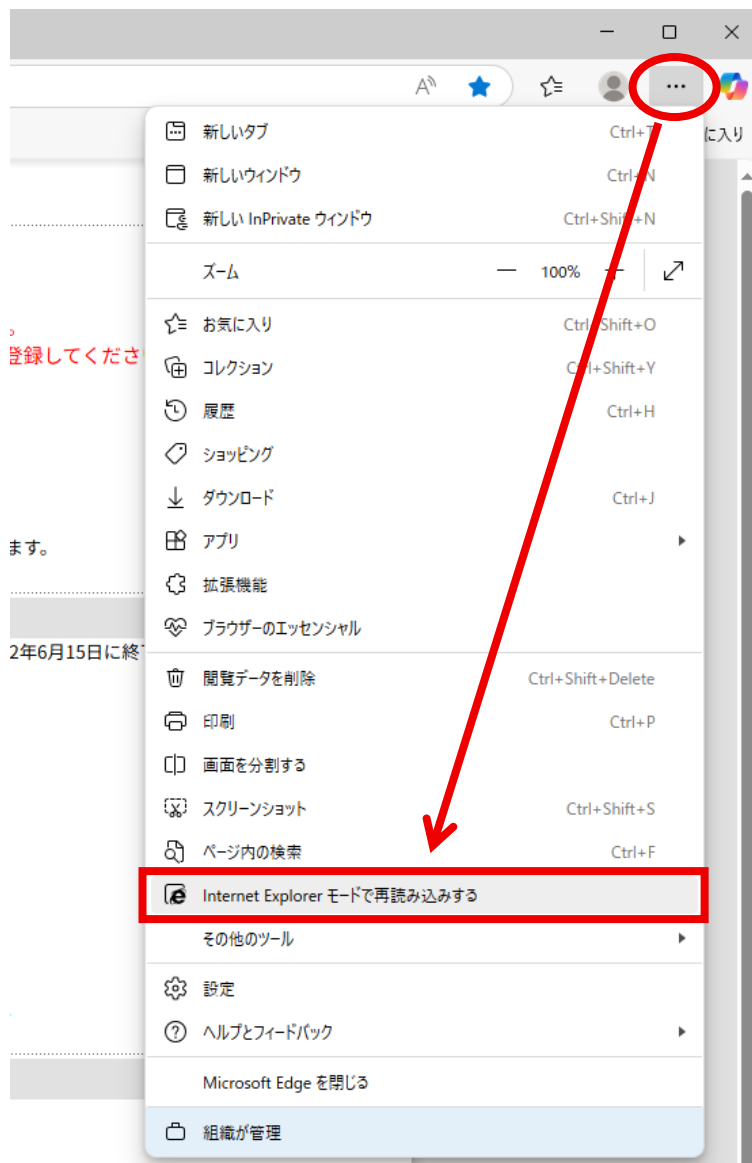 新しいタブ Ctrl+T
に入り
新しいウィンドウ Ctrl+N
新しい InPrivate ウィンドウ Ctrl+Shift+N
ズーム 100%
お気に入り Ctrl+Shift+O
。
登録してくださ
コレクション Ctrl+Shift+Y
履歴 Ctrl+H
ショッピング
ダウンロード Ctrl+J
アプリ
ます。
拡張機能
ブラウザーのエッセンシャル
2年6月15日に終
閲覧データを削除 Ctrl+Shift+Delete
印刷 Ctrl+P
画面を分割する
スクリーンショット Ctrl+Shift+S
ページ内の検索 Ctrl+F
Internet Explorer モードで再読み込みする
その他のツール
設定
ヘルプとフィードバック
Microsoft Edge を閉じる
組織が管理